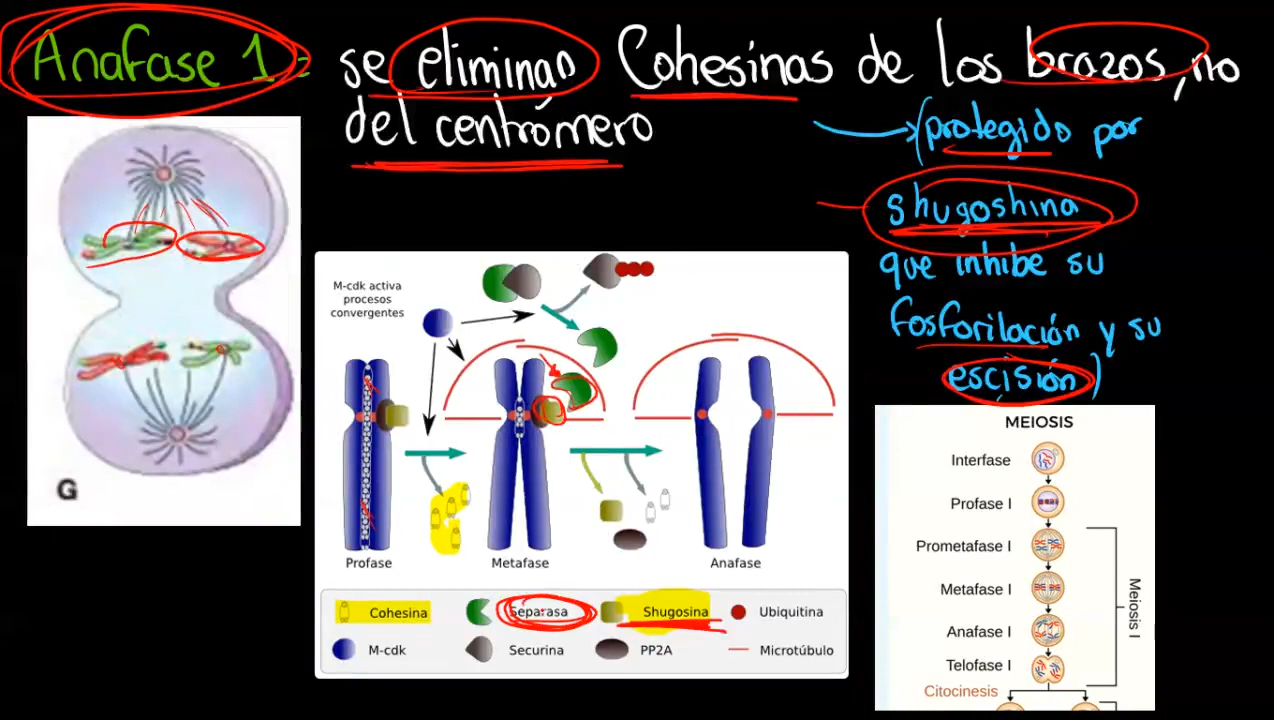 Anafase 1 = se eliminan Cohesinas de los brazos, no
del centrómero
(protegido por
shugoshina
que inhibe su
fosforilación y su
escisión)
G
M-cdk activa
procesos
convergentes
Profase
Metafase
Anafase
Cohesina
Separasa
Shugosina
Ubiquitina
M-cdk
Securina
PP2A
Microtúbulo
MEIOSIS
Interfase
Profase I
Prometafase I
Metafase I
Anafase I
Telofase I
Citocinesis
Meiosis I